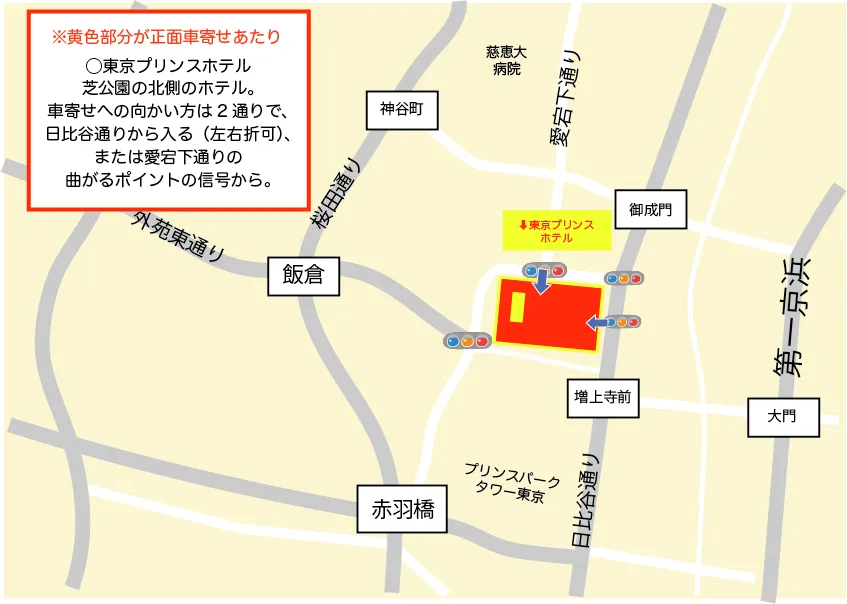 ※黄色部分が正面車寄せあたり
○東京プリンスホテル
芝公園の北側のホテル。
車寄せへの向かい方は2通りで、
日比谷通りから入る（左右折可）、
または愛宕下通りの
曲がるポイントの信号から。
慈恵大
病院
愛宕下通り
神谷町
桜田通り
御成門
外苑東通り
⬇東京プリンス
ホテル
飯倉
第一京浜
増上寺前
大門
プリンスパーク
タワー東京
日比谷通り
赤羽橋